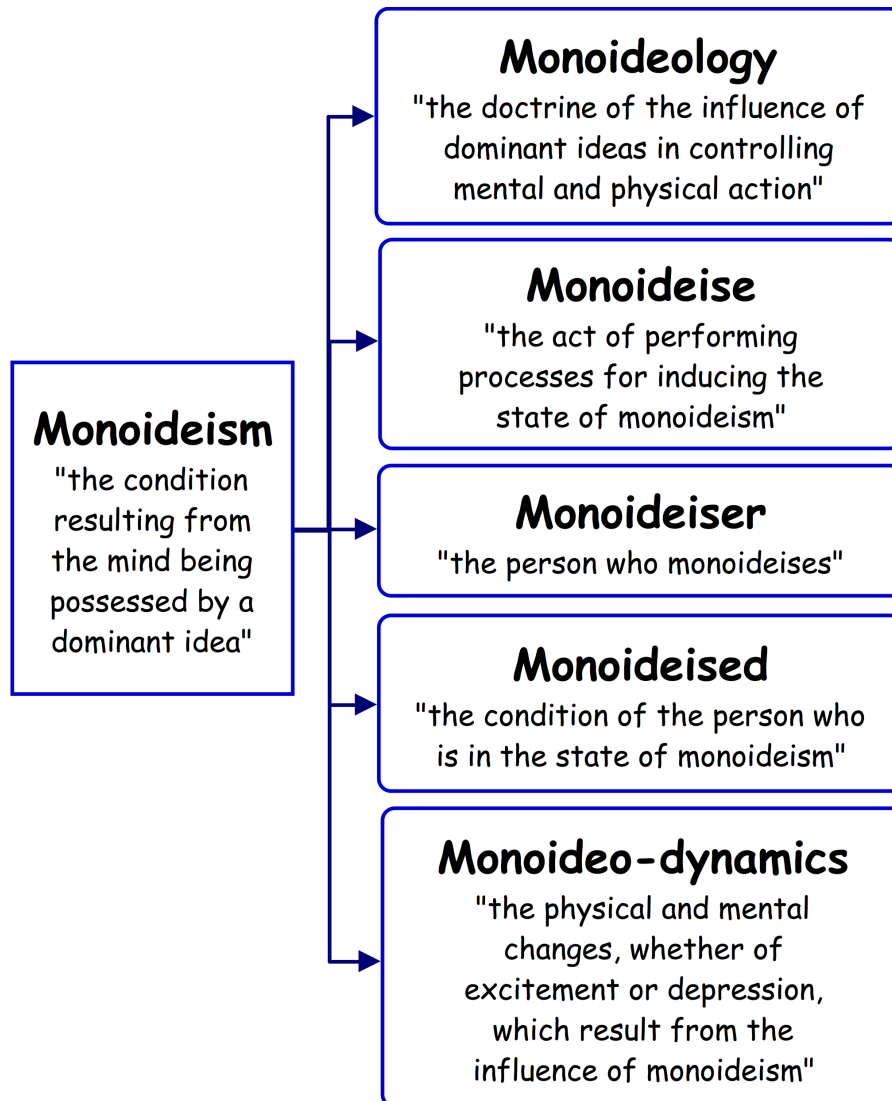 Monoideism
"the condition
resulting from
the mind being
possessed by a
dominant idea"
Monoideology
"the doctrine of the influence of
dominant ideas in controlling
mental and physical action"
Monoideise
"the act of performing
processes for inducing the
state of monoideism"
Monoideiser
"the person who monoideises"
Monoideised
"the condition of the person who
is in the state of monoideism"
Monoideo-dynamics
"the physical and mental
changes, whether of
excitement or depression,
which result from the
influence of monoideism"